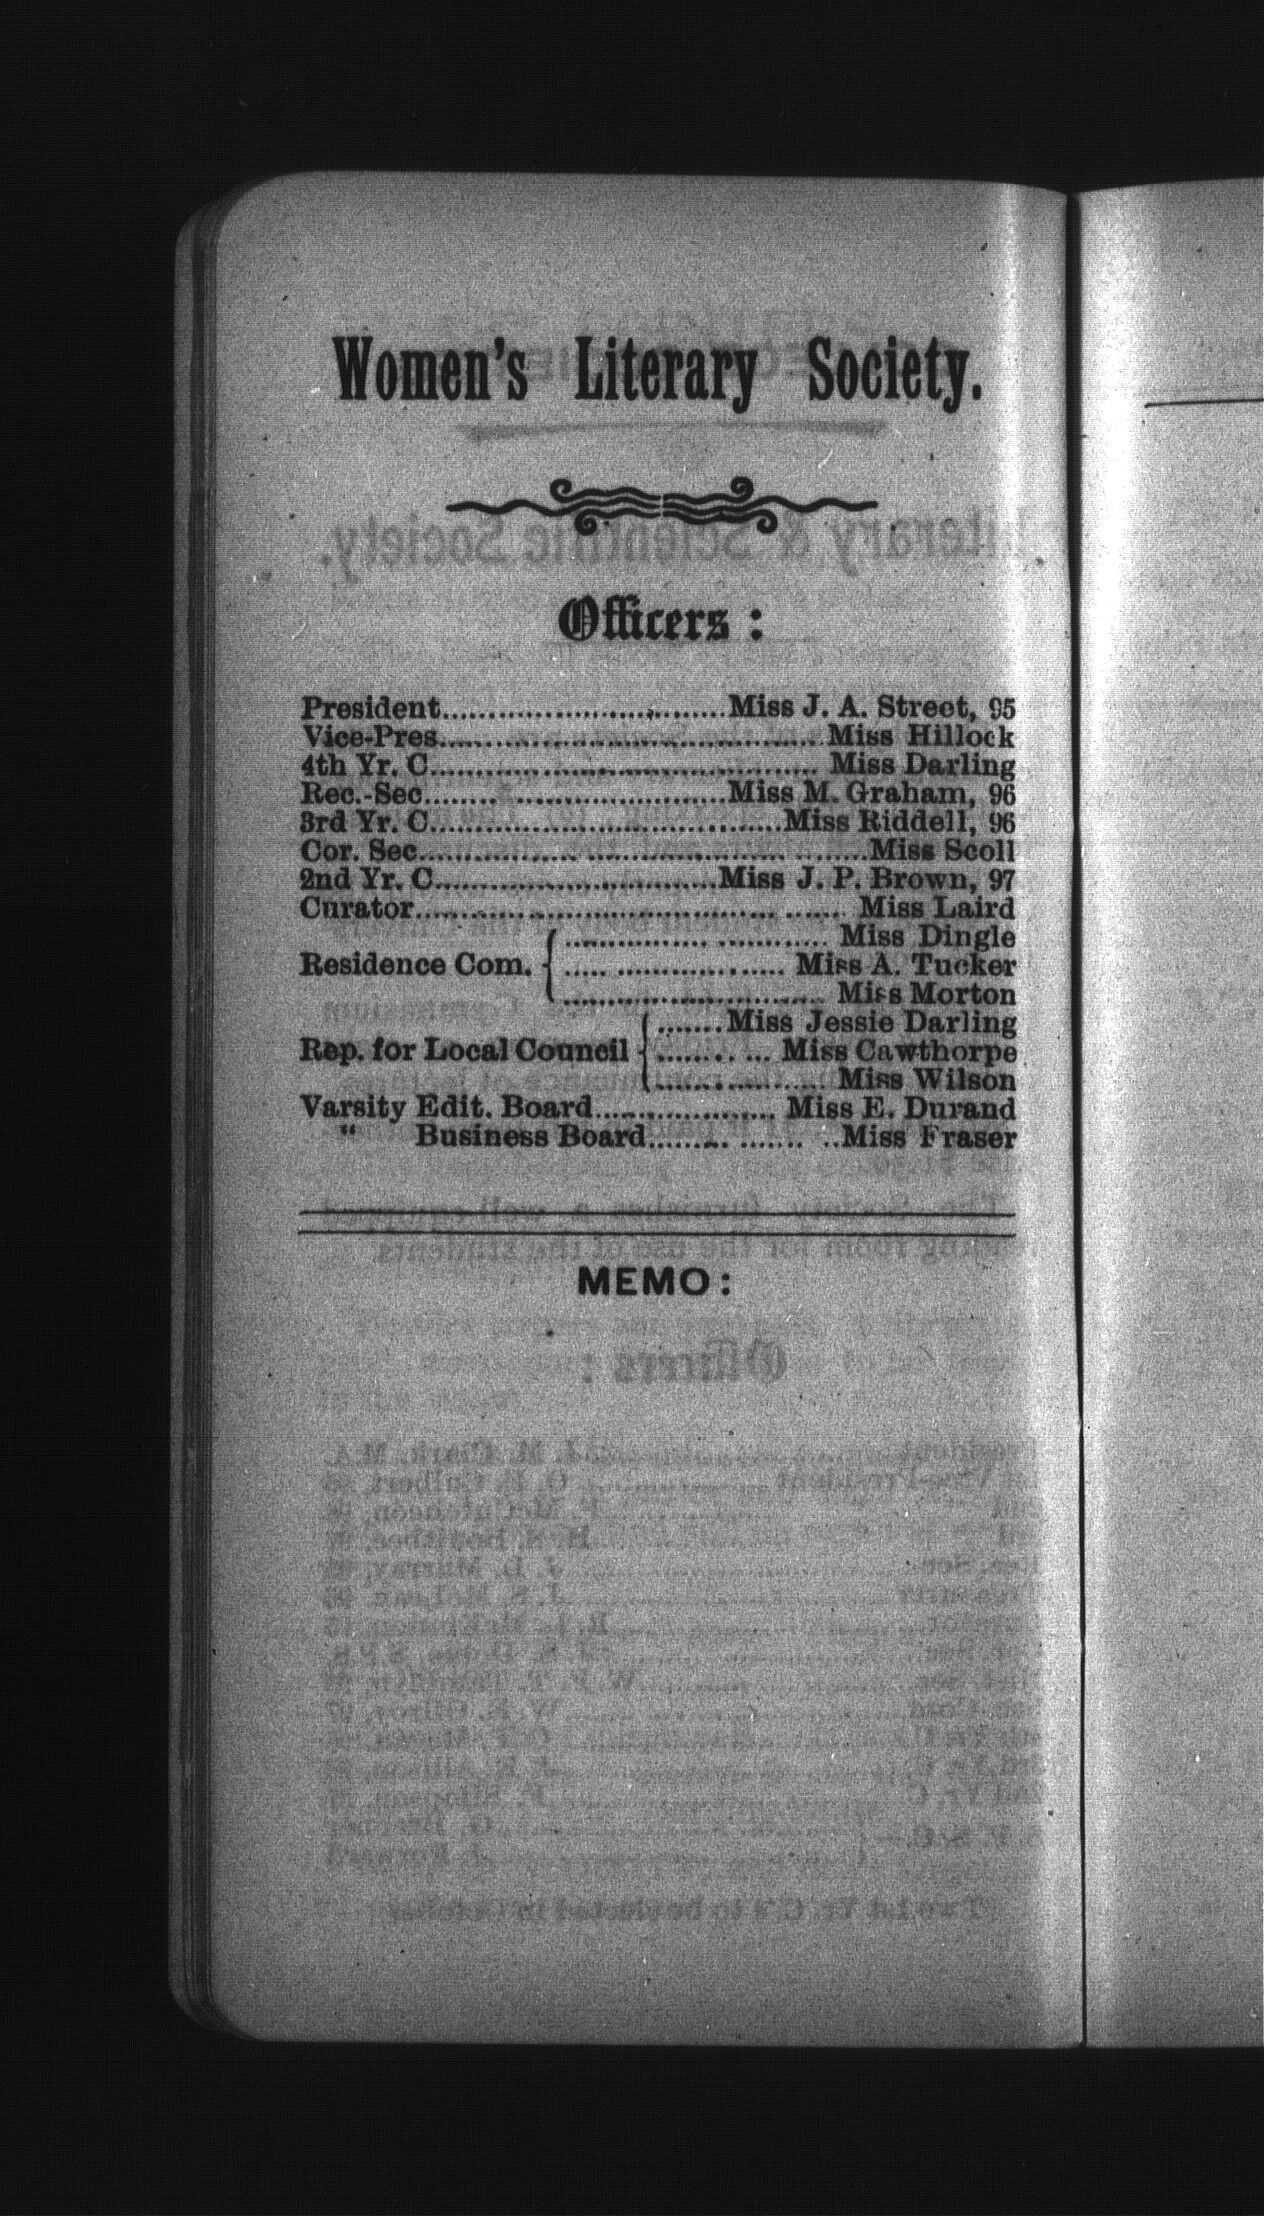 Women's Literary Society.
Officers :
President................................Miss J. A. Street, 95
Vice-Pres.......................................... Miss Hillock
4th Yr. C.......................................... Miss Darling
Rec.-Sec.................................Miss M. Graham, 96
3rd Yr. C......................................Miss Riddell, 96
Cor. Sec................................................Miss Scoll
2nd Yr. C..............................Miss J. P. Brown, 97
Curator................................................ Miss Laird
Residence Com. { ............................ Miss Dingle
........................ Miss A. Tucker
............................ Miss Morton
Rep. for Local Council { .......Miss Jessie Darling
........... ... Miss Cawthorpe
................... Miss Wilson
Varsity Edit. Board.................... Miss E. Durand
" Business Board......... ....... ..Miss Fraser
MEMO :